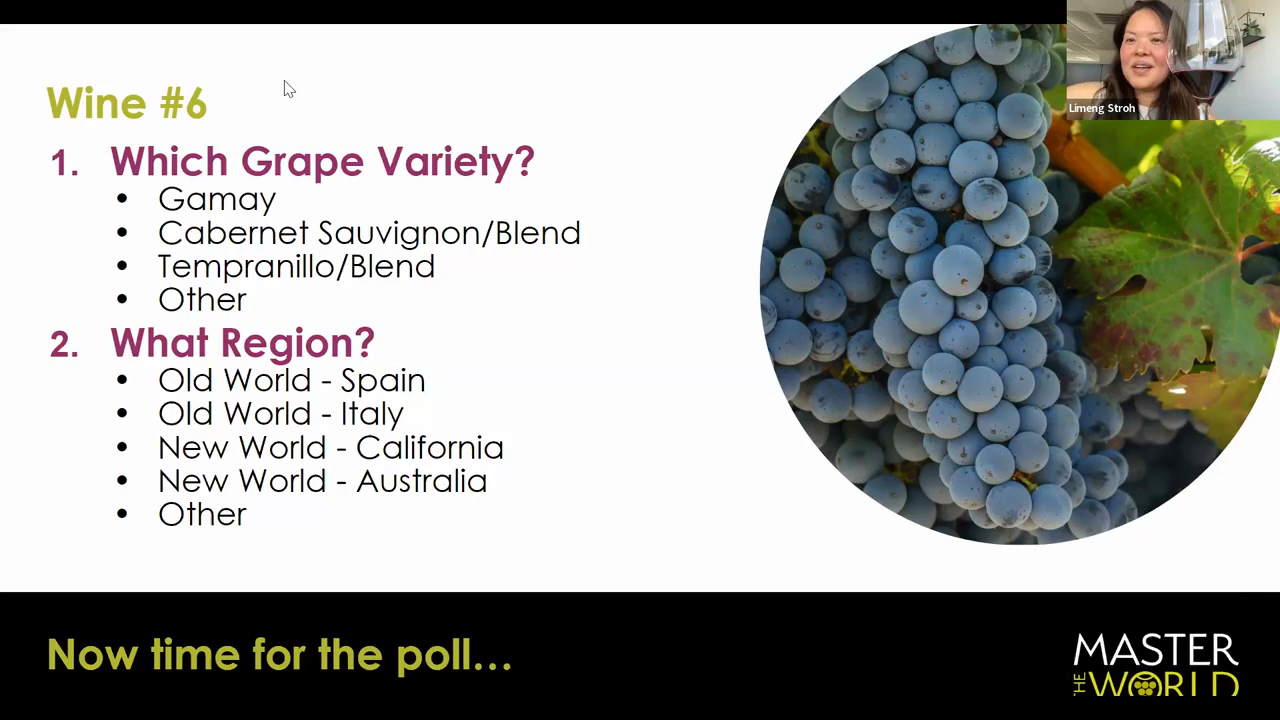 Wine #6
1. Which Grape Variety?
• Gamay
• Cabernet Sauvignon/Blend
• Tempranillo/Blend
• Other
2. What Region?
• Old World - Spain
• Old World - Italy
• New World - California
• New World - Australia
• Other
Limeng Stroh
Now time for the poll...
MASTER
THE WORLD